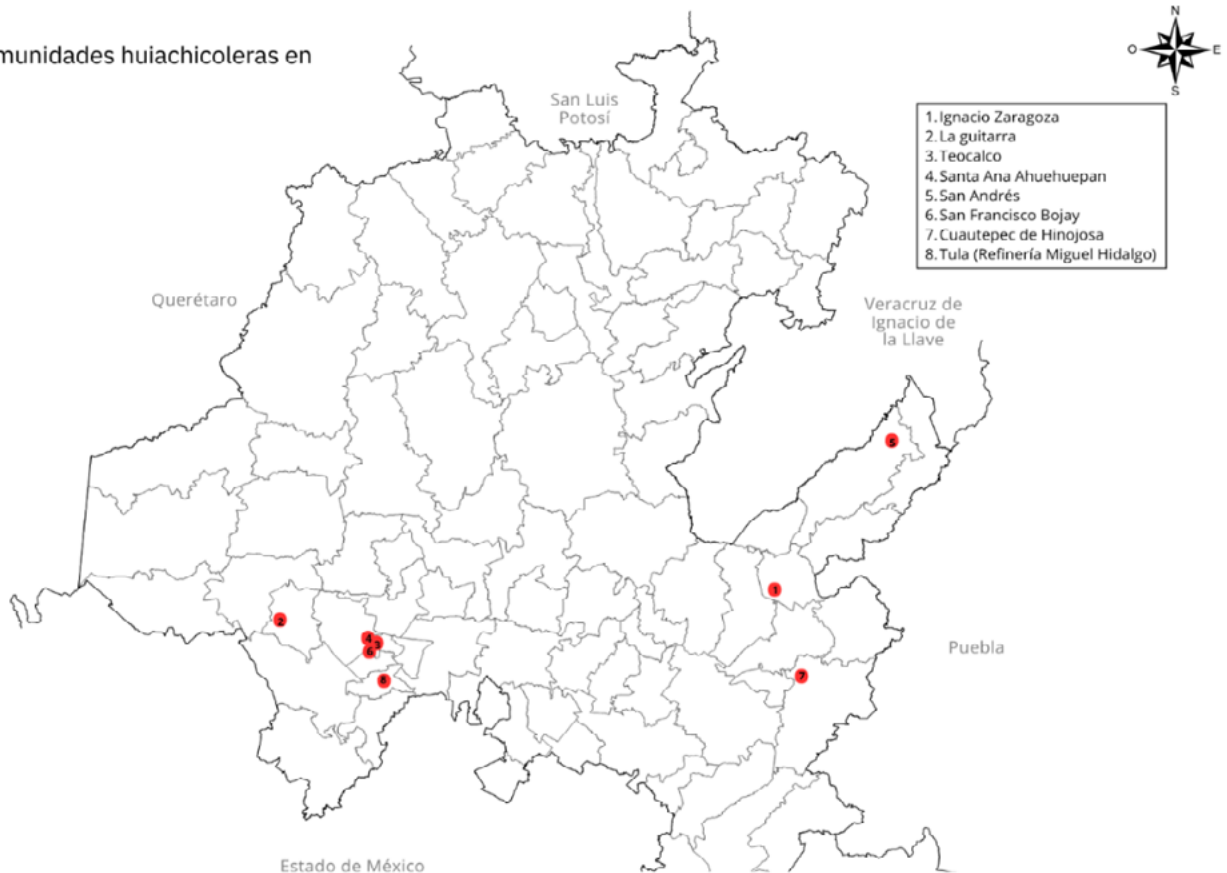 munidades huiachicoleras en
N
O
E
S
San Luis
Potosí
1. Ignacio Zaragoza
2. La guitarra
3. Teocalco
4. Santa Ana Ahuehuepan
5. San Andrés
6. San Francisco Bojay
7. Cuautepec de Hinojosa
8. Tula (Refinería Miguel Hidalgo)
Querétaro
Veracruz de
Ignacio de
la Llave
5
1
2
4
3
6
Puebla
7
8
Estado de México